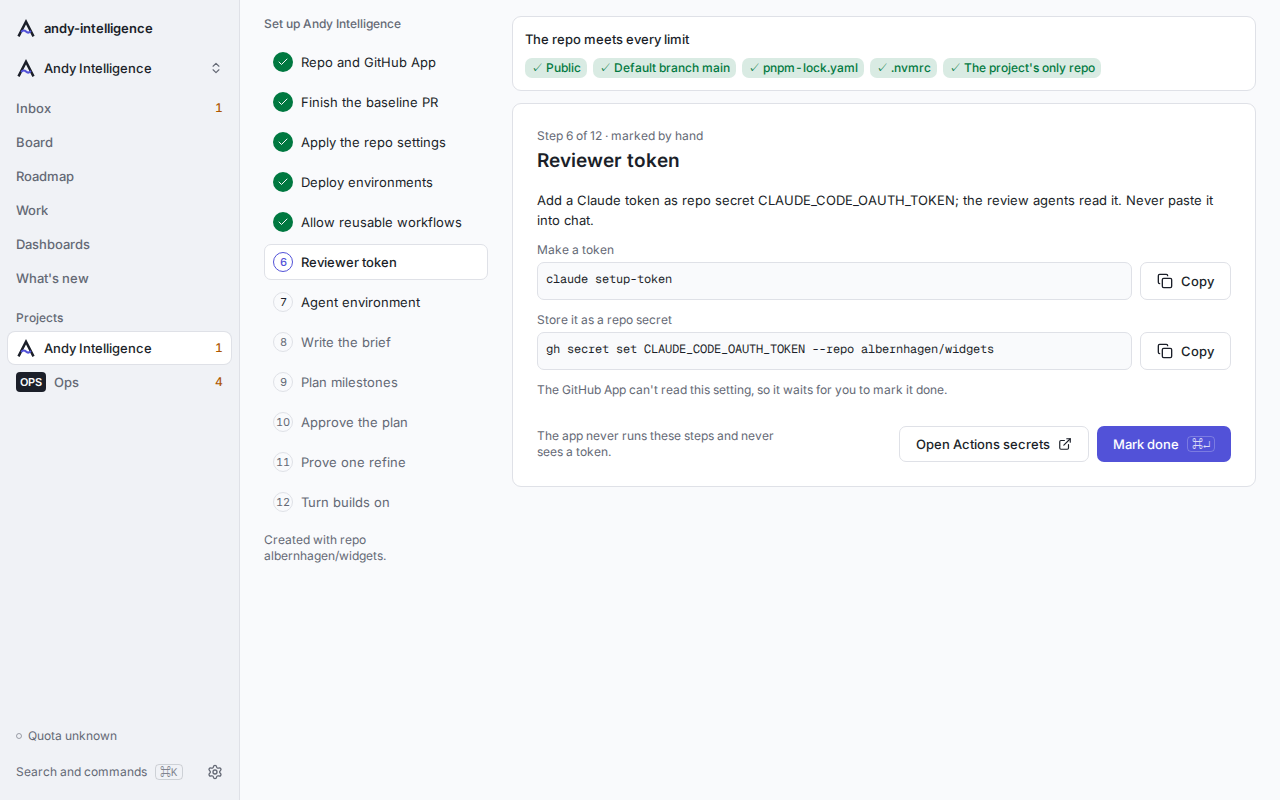 andy-intelligence
Andy Intelligence
Inbox 1
Board
Roadmap
Work
Dashboards
What's new
Projects
Andy Intelligence 1
OPS Ops 4
Quota unknown
Search and commands ⌘K
Set up Andy Intelligence
Repo and GitHub App
Finish the baseline PR
Apply the repo settings
Deploy environments
Allow reusable workflows
6 Reviewer token
7 Agent environment
8 Write the brief
9 Plan milestones
10 Approve the plan
11 Prove one refine
12 Turn builds on
Created with repo
albernhagen/widgets.
The repo meets every limit
✓ Public ✓ Default branch main ✓ pnpm-lock.yaml ✓ .nvmrc ✓ The project's only repo
Step 6 of 12 · marked by hand
Reviewer token
Add a Claude token as repo secret CLAUDE_CODE_OAUTH_TOKEN; the review agents read it. Never paste it
into chat.
Make a token
claude setup-token Copy
Store it as a repo secret
gh secret set CLAUDE_CODE_OAUTH_TOKEN --repo albernhagen/widgets Copy
The GitHub App can't read this setting, so it waits for you to mark it done.
The app never runs these steps and never
sees a token.
Open Actions secrets Mark done ⌘↵